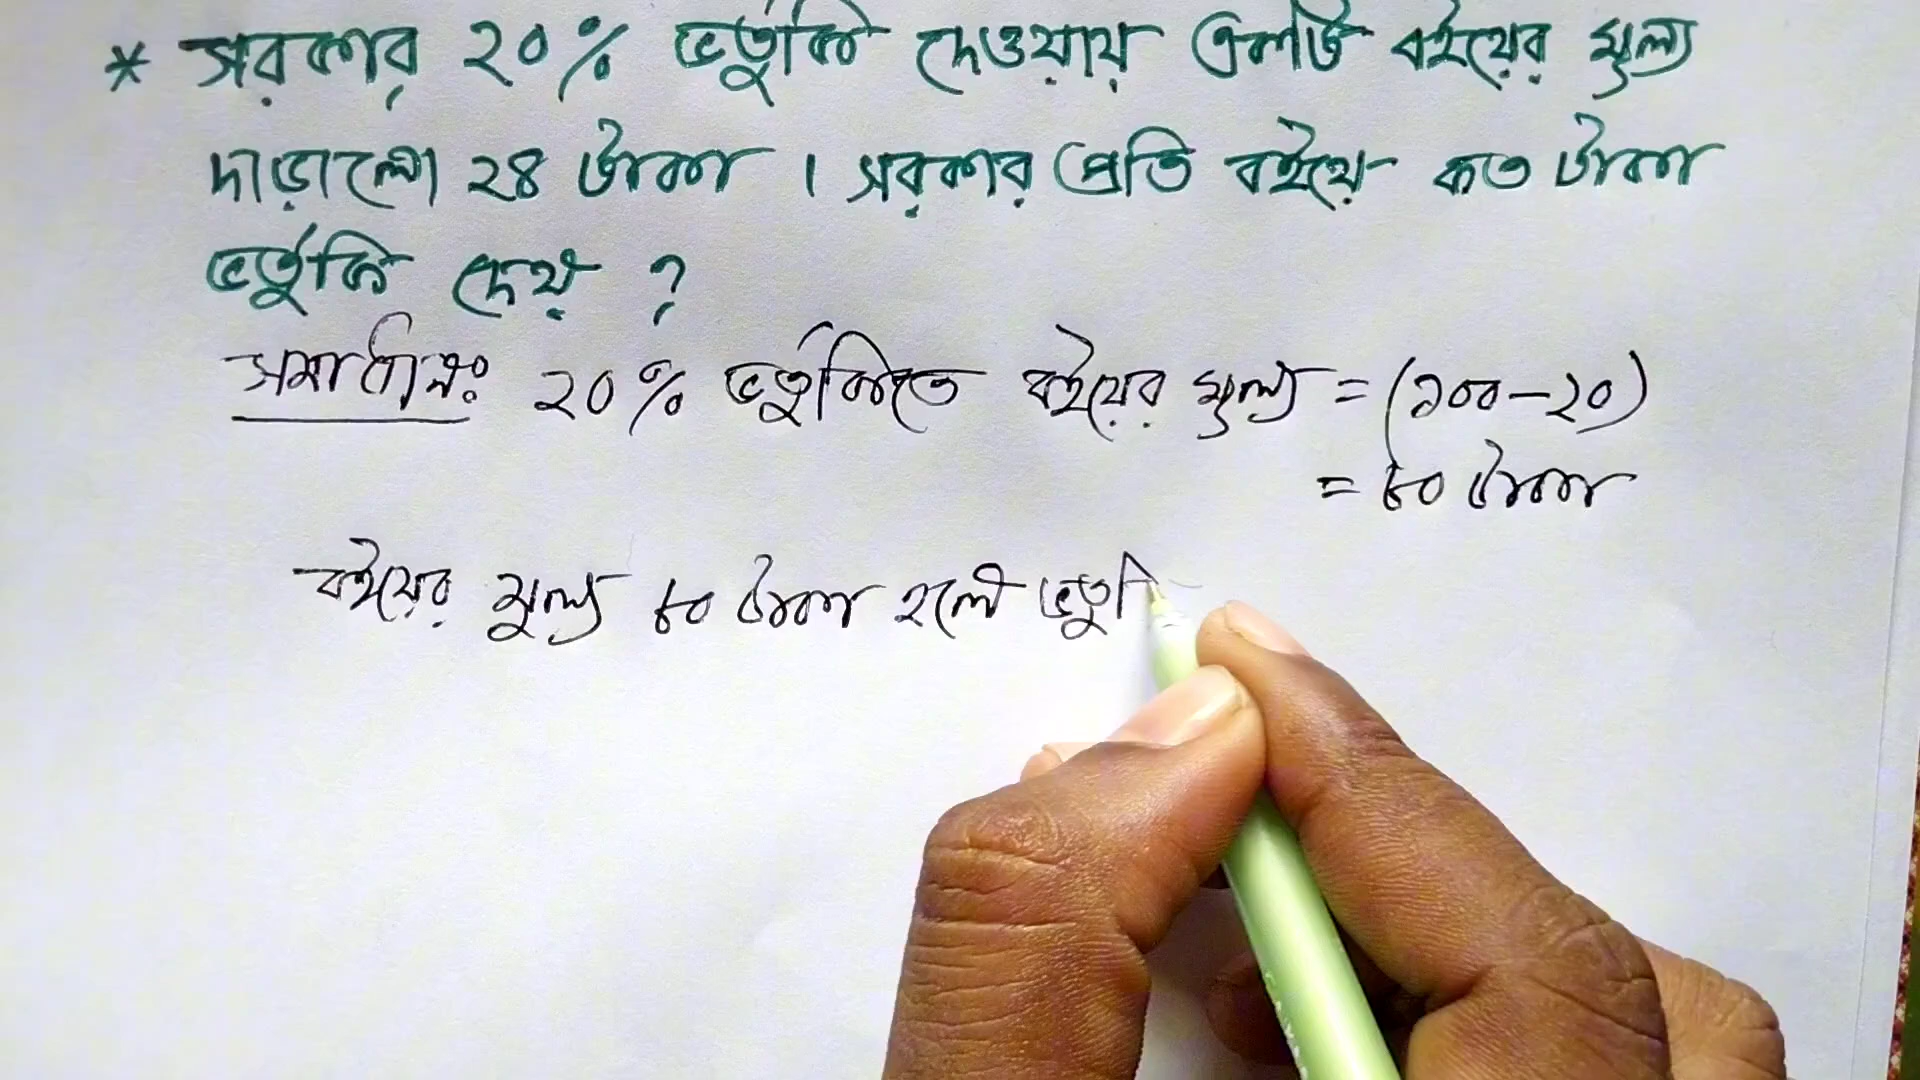 * সরকার ২০% ভর্তুকি দেওয়ায় একটি বইয়ের মূল্য
দাড়ালো ২৪ টাকা । সরকার প্রতি বইয়ে কত টাকা
ভর্তুকি দেয় ?
সমাধানঃ ২০% ভর্তুকিতে বইয়ের মূল্য = (১০০-২০)
= ৮০ টাকা
বইয়ের মূল্য ৮০ টাকা হলে ভর্তু